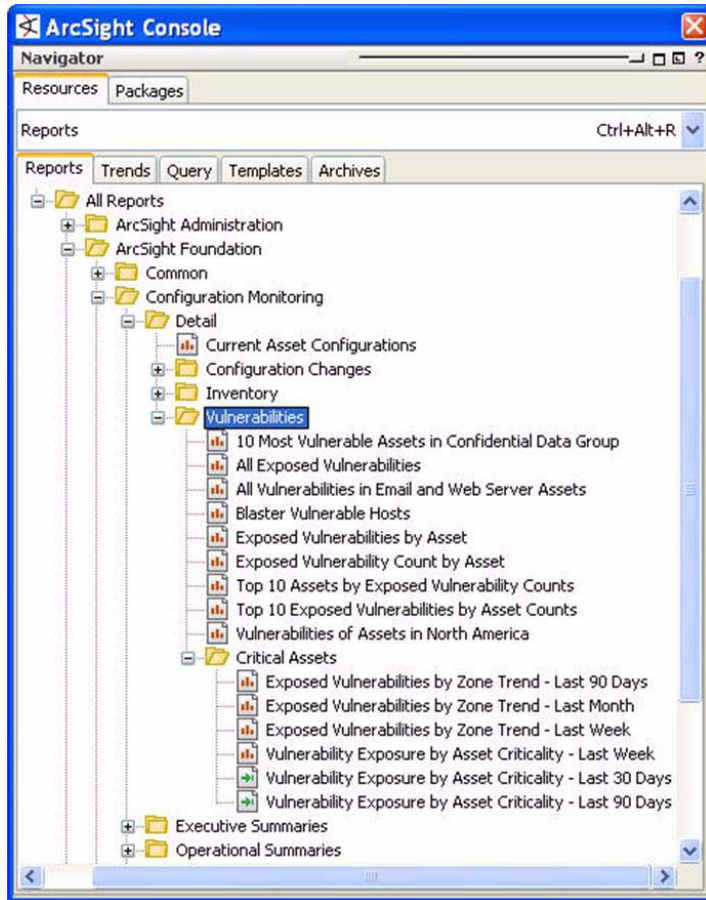 ArcSight Console
Navigator ?
Resources Packages
Reports Ctrl+Alt+R
Reports Trends Query Templates Archives
All Reports
ArcSight Administration
ArcSight Foundation
Common
Configuration Monitoring
Detail
Current Asset Configurations
Configuration Changes
Inventory
Vulnerabilities
10 Most Vulnerable Assets in Confidential Data Group
All Exposed Vulnerabilities
All Vulnerabilities in Email and Web Server Assets
Blaster Vulnerable Hosts
Exposed Vulnerabilities by Asset
Exposed Vulnerability Count by Asset
Top 10 Assets by Exposed Vulnerability Counts
Top 10 Exposed Vulnerabilities by Asset Counts
Vulnerabilities of Assets in North America
Critical Assets
Exposed Vulnerabilities by Zone Trend - Last 90 Days
Exposed Vulnerabilities by Zone Trend - Last Month
Exposed Vulnerabilities by Zone Trend - Last Week
Vulnerability Exposure by Asset Criticality - Last Week
Vulnerability Exposure by Asset Criticality - Last 30 Days
Vulnerability Exposure by Asset Criticality - Last 90 Days
Executive Summaries
Operational Summaries